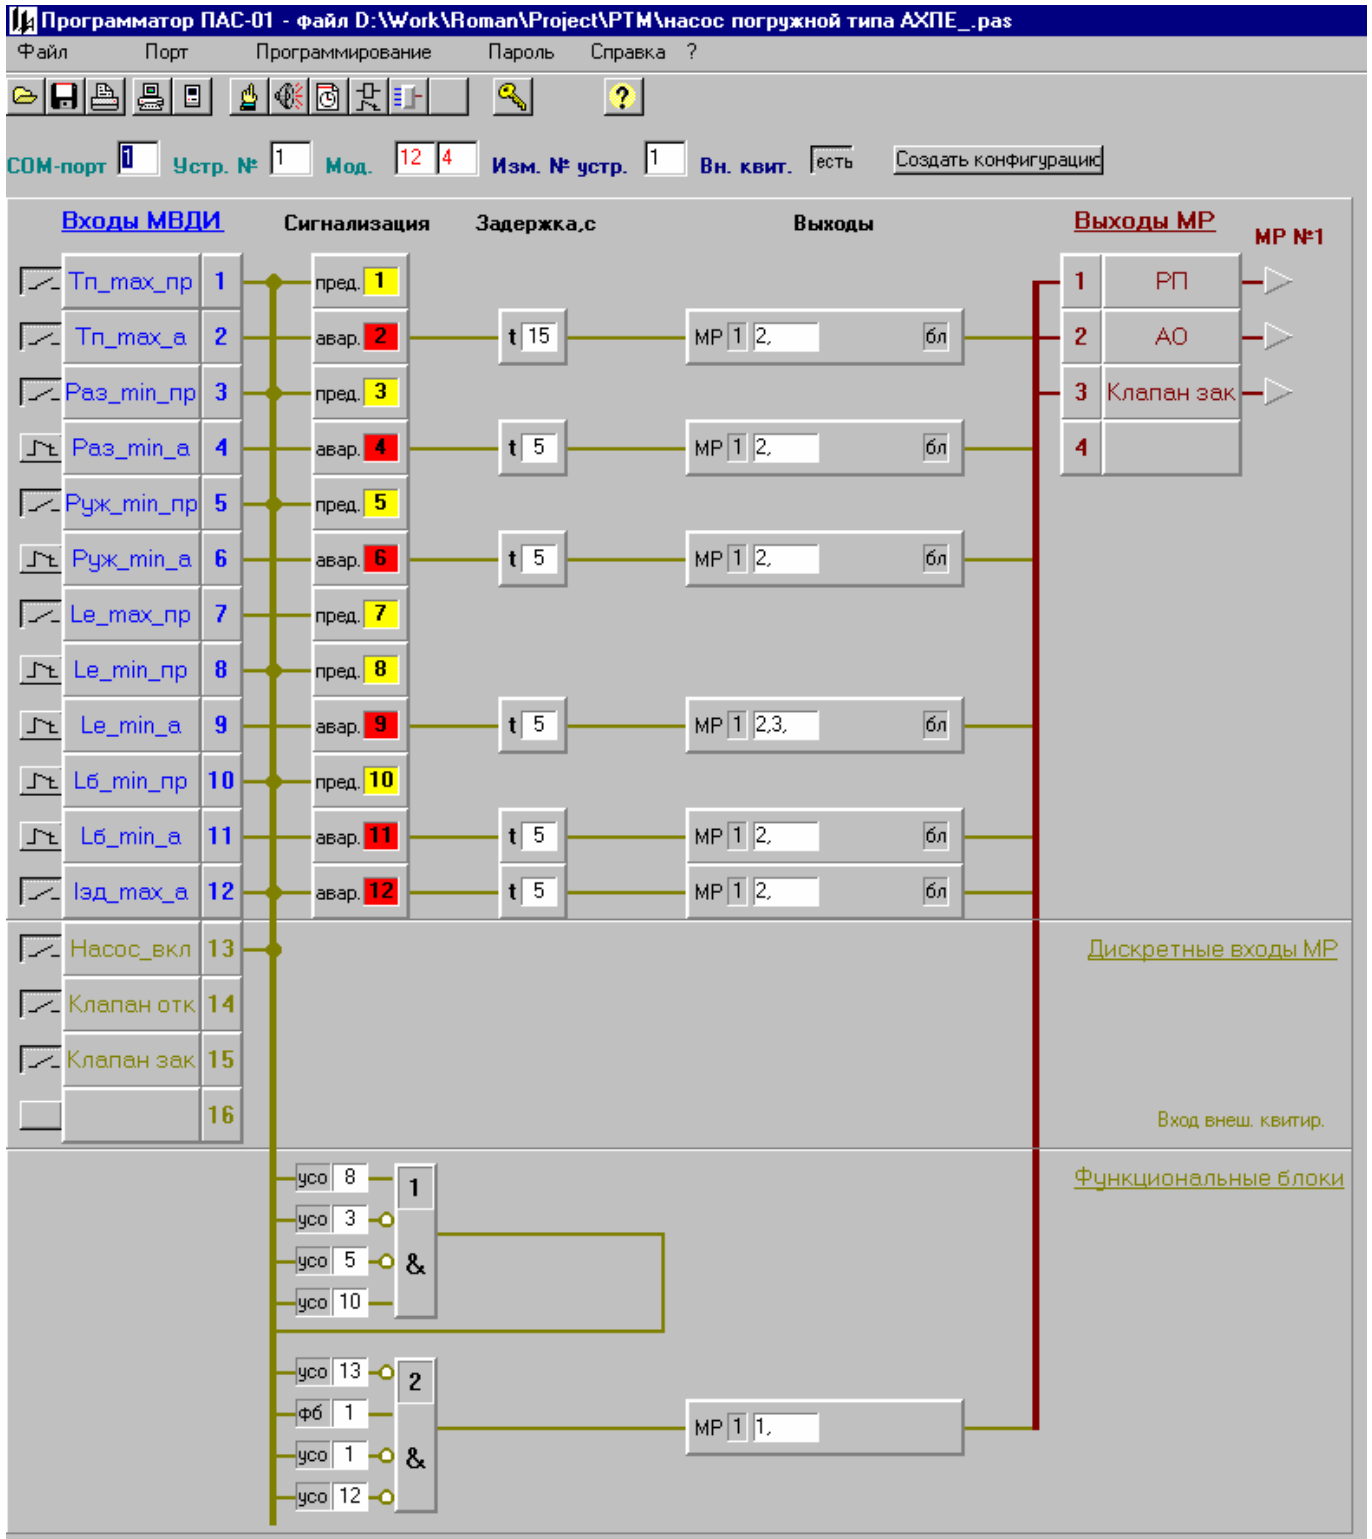 Программатор ПАС-01 - файл D:\Work\Roman\Project\PTM\насос погружной типа АХПЕ_.pas
Файл Порт Программирование Пароль Справка ?
COM-порт 1 Устр. № 1 Мод. 12 4 Изм. № устр. 1 Вн. квит. есть Создать конфигурацию
Входы МВДИ Сигнализация Задержка,с Выходы Выходы МР МР №1
Тп_max_пр 1 пред. 1 1 РП
Тп_max_а 2 авар. 2 t 15 МР 1 2, бл 2 АО
Раз_min_пр 3 пред. 3 3 Клапан зак
Раз_min_а 4 авар. 4 t 5 МР 1 2, бл 4
Руж_min_пр 5 пред. 5
Руж_min_а 6 авар. 6 t 5 МР 1 2, бл
Le_max_пр 7 пред. 7
Le_min_пр 8 пред. 8
Le_min_а 9 авар. 9 t 5 МР 1 2,3, бл
Lб_min_пр 10 пред. 10
Lб_min_а 11 авар. 11 t 5 МР 1 2, бл
Iэд_max_а 12 авар. 12 t 5 МР 1 2, бл
Насос_вкл 13 Дискретные входы МР
Клапан отк 14
Клапан зак 15
16 Вход внеш. квитир.
Функциональные блоки
усо 8 1
усо 3
усо 5 &
усо 10
усо 13 2
фб 1 МР 1 1,
усо 1 &
усо 12